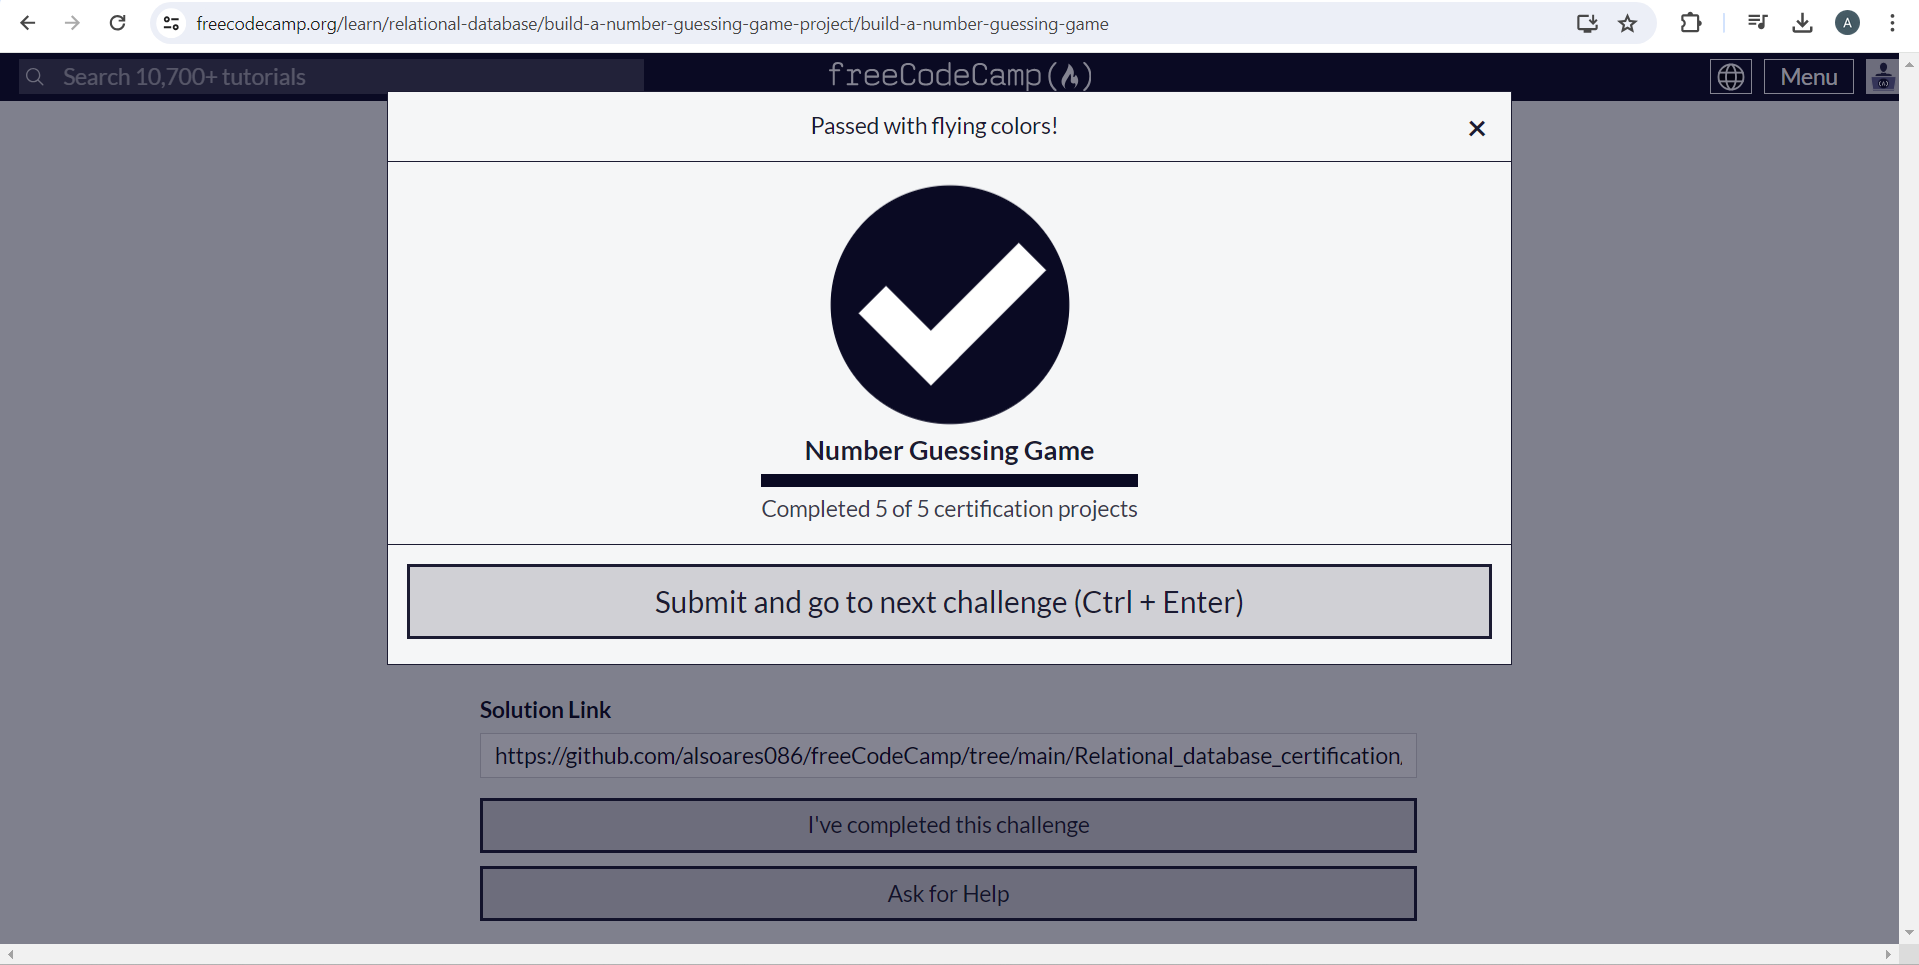 freecodecamp.org/learn/relational-database/build-a-number-guessing-game-project/build-a-number-guessing-game
A
Search 10,700+ tutorials
freeCodeCamp(🔥)
Menu
Passed with flying colors!
×
Number Guessing Game
Completed 5 of 5 certification projects
Submit and go to next challenge (Ctrl + Enter)
Solution Link
https://github.com/alsoares086/freeCodeCamp/tree/main/Relational_database_certification
I've completed this challenge
Ask for Help